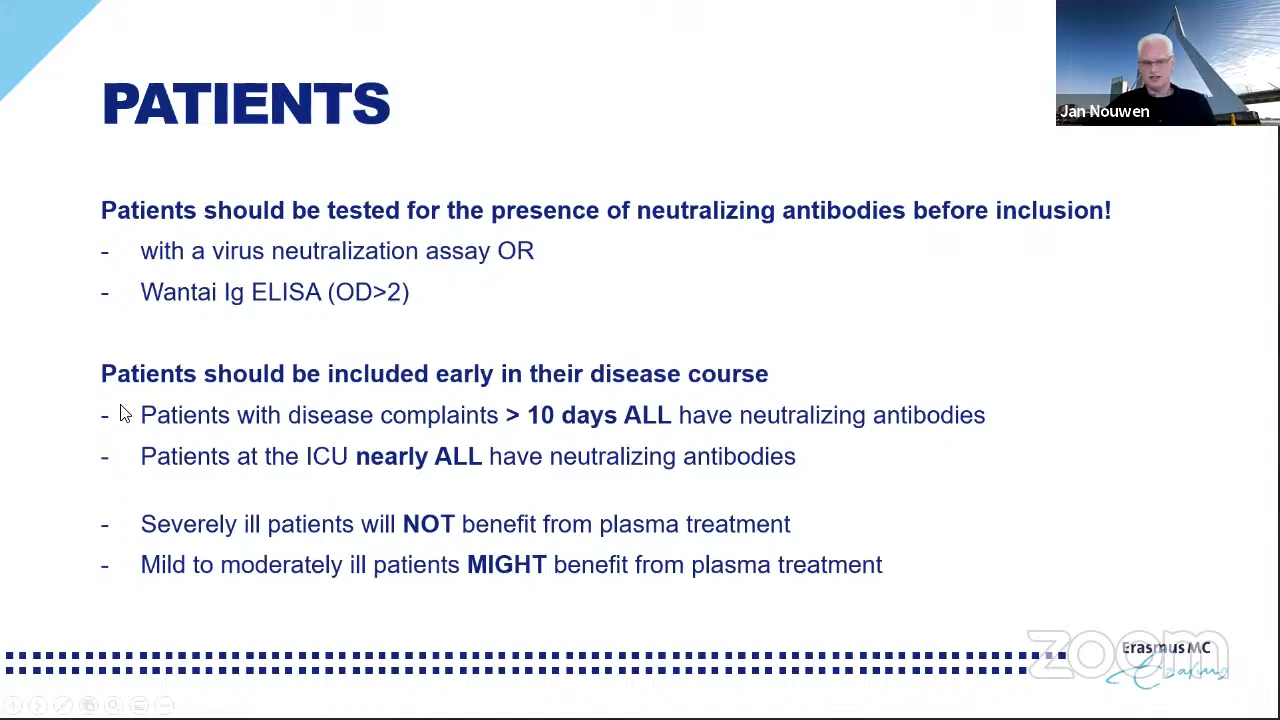 PATIENTS
Jan Nouwen
Patients should be tested for the presence of neutralizing antibodies before inclusion!
- with a virus neutralization assay OR
- Wantai Ig ELISA (OD>2)
Patients should be included early in their disease course
- Patients with disease complaints > 10 days ALL have neutralizing antibodies
- Patients at the ICU nearly ALL have neutralizing antibodies
- Severely ill patients will NOT benefit from plasma treatment
- Mild to moderately ill patients MIGHT benefit from plasma treatment
zoom
Erasmus MC
Erasmus